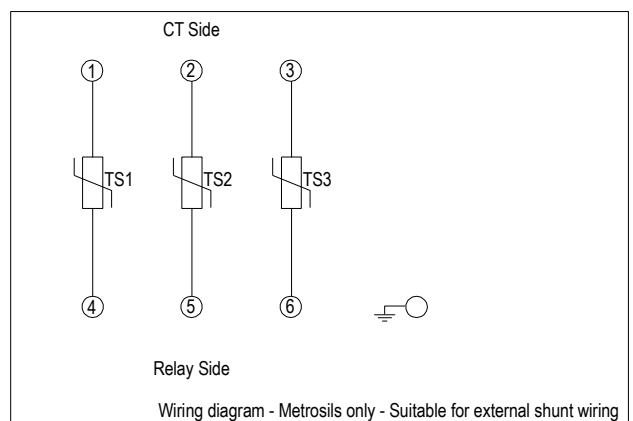 CT Side
1 2 3
TS1 TS2 TS3
4 5 6
Relay Side
Wiring diagram - Metrosils only - Suitable for external shunt wiring